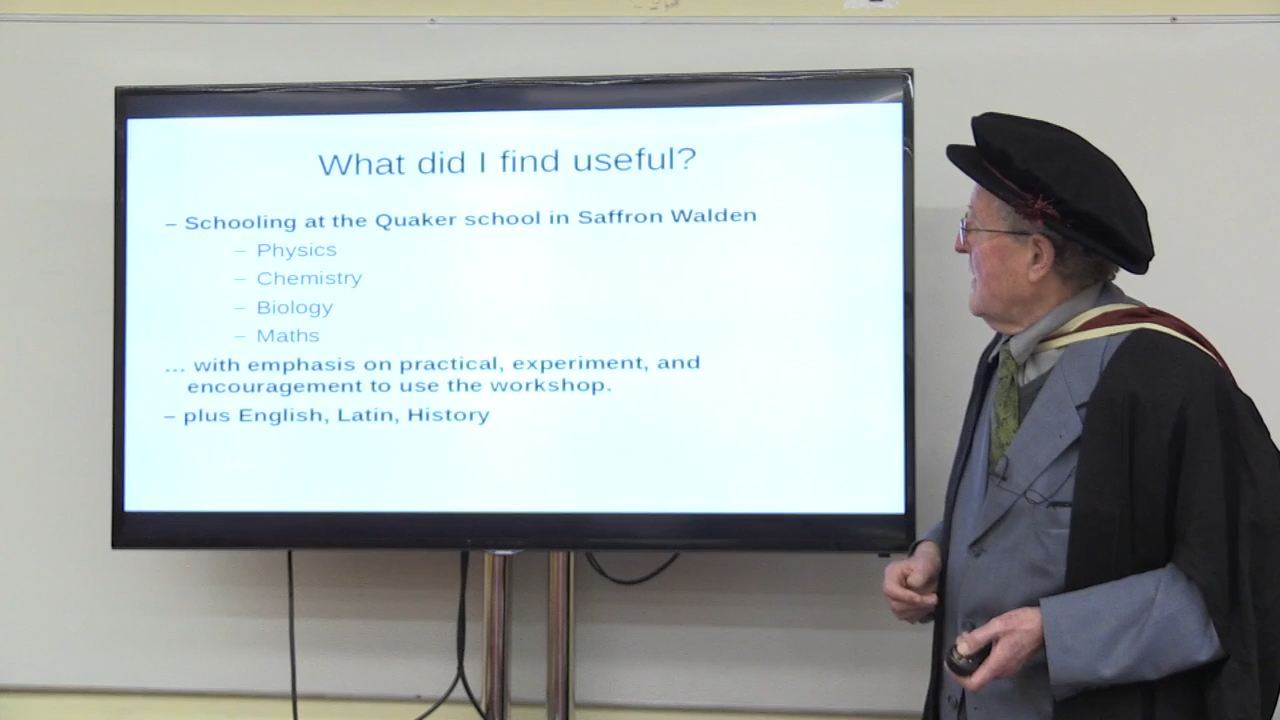 What did I find useful?
– Schooling at the Quaker school in Saffron Walden
– Physics
– Chemistry
– Biology
– Maths
... with emphasis on practical, experiment, and
encouragement to use the workshop.
– plus English, Latin, History